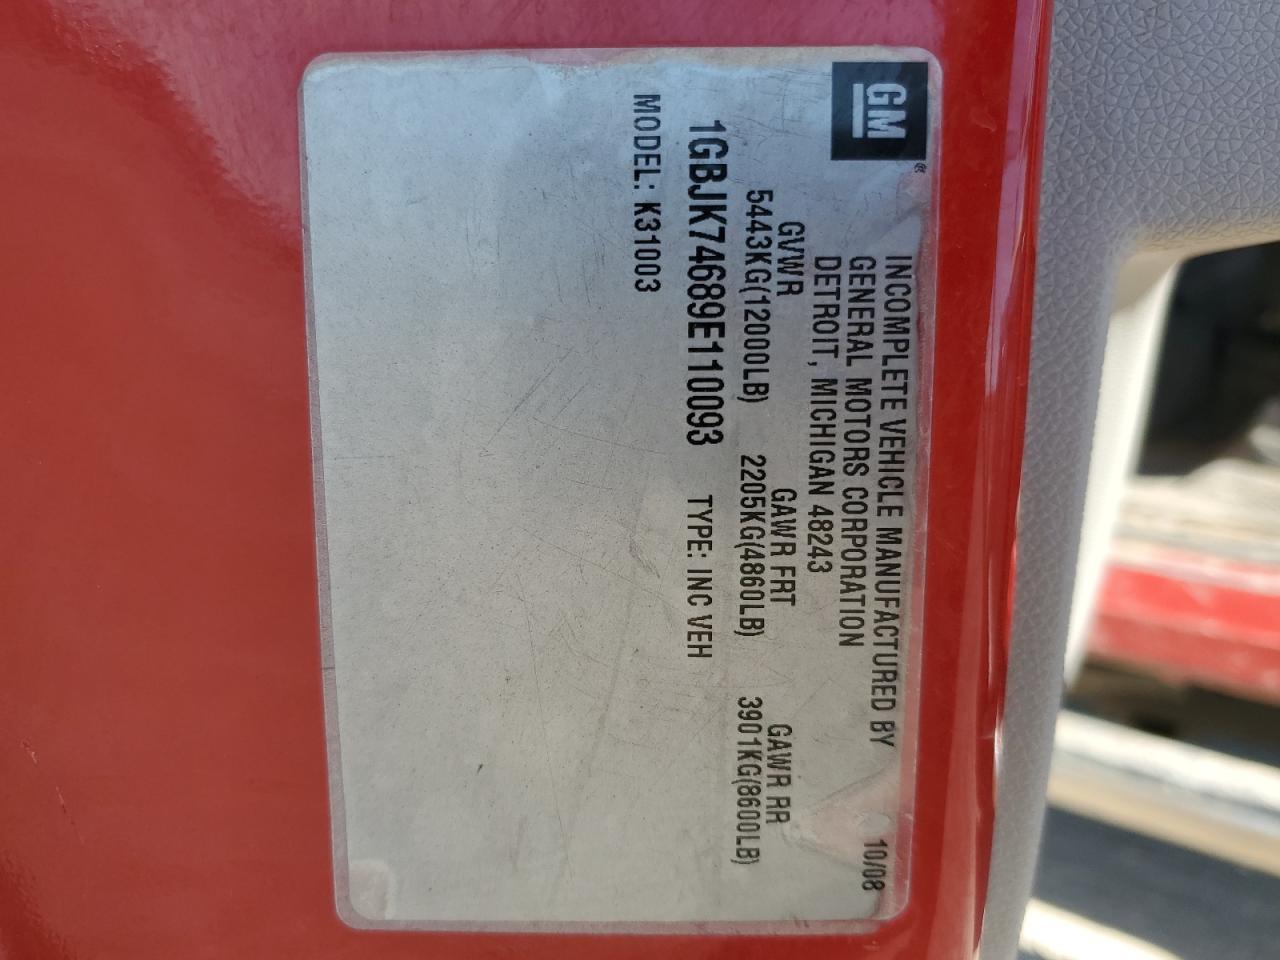 GM®
INCOMPLETE VEHICLE MANUFACTURED BY 10/08
GENERAL MOTORS CORPORATION
DETROIT, MICHIGAN 48243
GVWR GAWR FRT GAWR RR
5443KG(12000LB) 2205KG(4860LB) 3901KG(8600LB)
1GBJK74689E110093 TYPE: INC VEH
MODEL: K31003